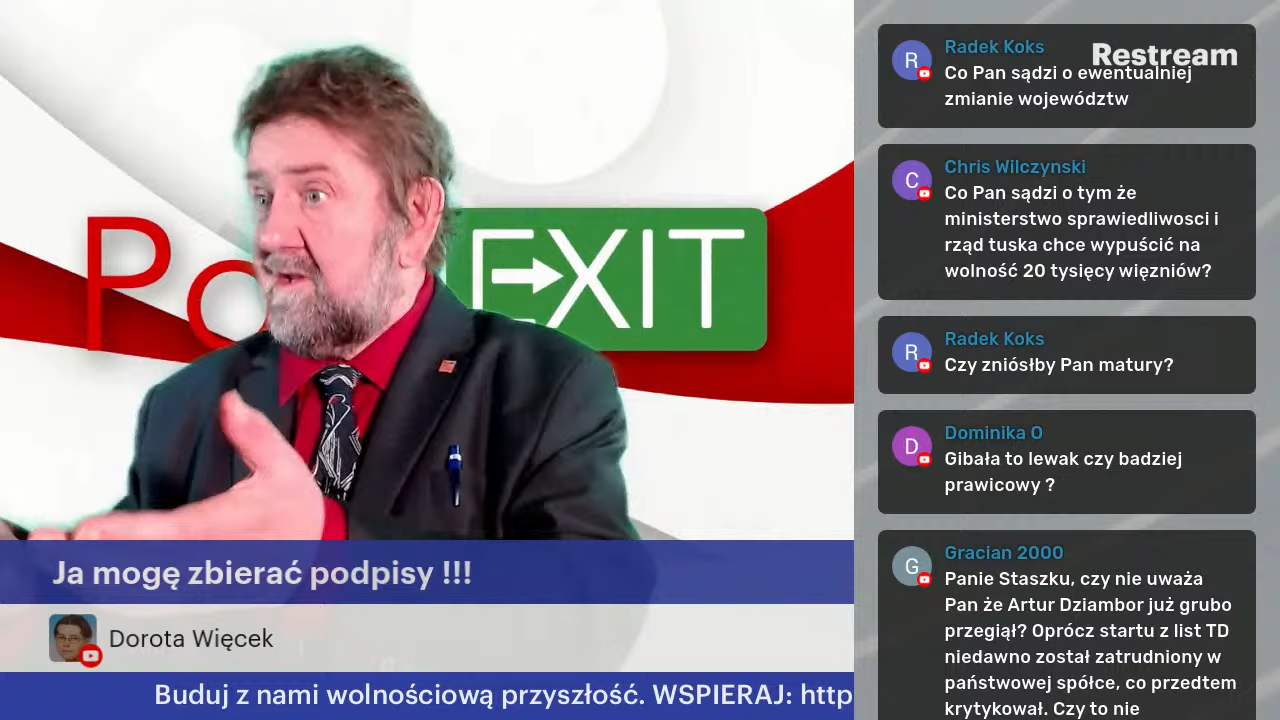 Po EXIT
Ja mogę zbierać podpisy !!!
Dorota Więcek
Buduj z nami wolnościową przyszłość. WSPIERAJ: http
Restream
R
Radek Koks
Co Pan sądzi o ewentualniej
zmianie województw
C
Chris Wilczynski
Co Pan sądzi o tym że
ministerstwo sprawiedliwosci i
rząd tuska chce wypuścić na
wolność 20 tysięcy więzniów?
R
Radek Koks
Czy zniósłby Pan matury?
D
Dominika O
Gibała to lewak czy badziej
prawicowy ?
G
Gracian 2000
Panie Staszku, czy nie uważa
Pan że Artur Dziambor już grubo
przegiął? Oprócz startu z list TD
niedawno został zatrudniony w
państwowej spółce, co przedtem
krytykował. Czy to nie